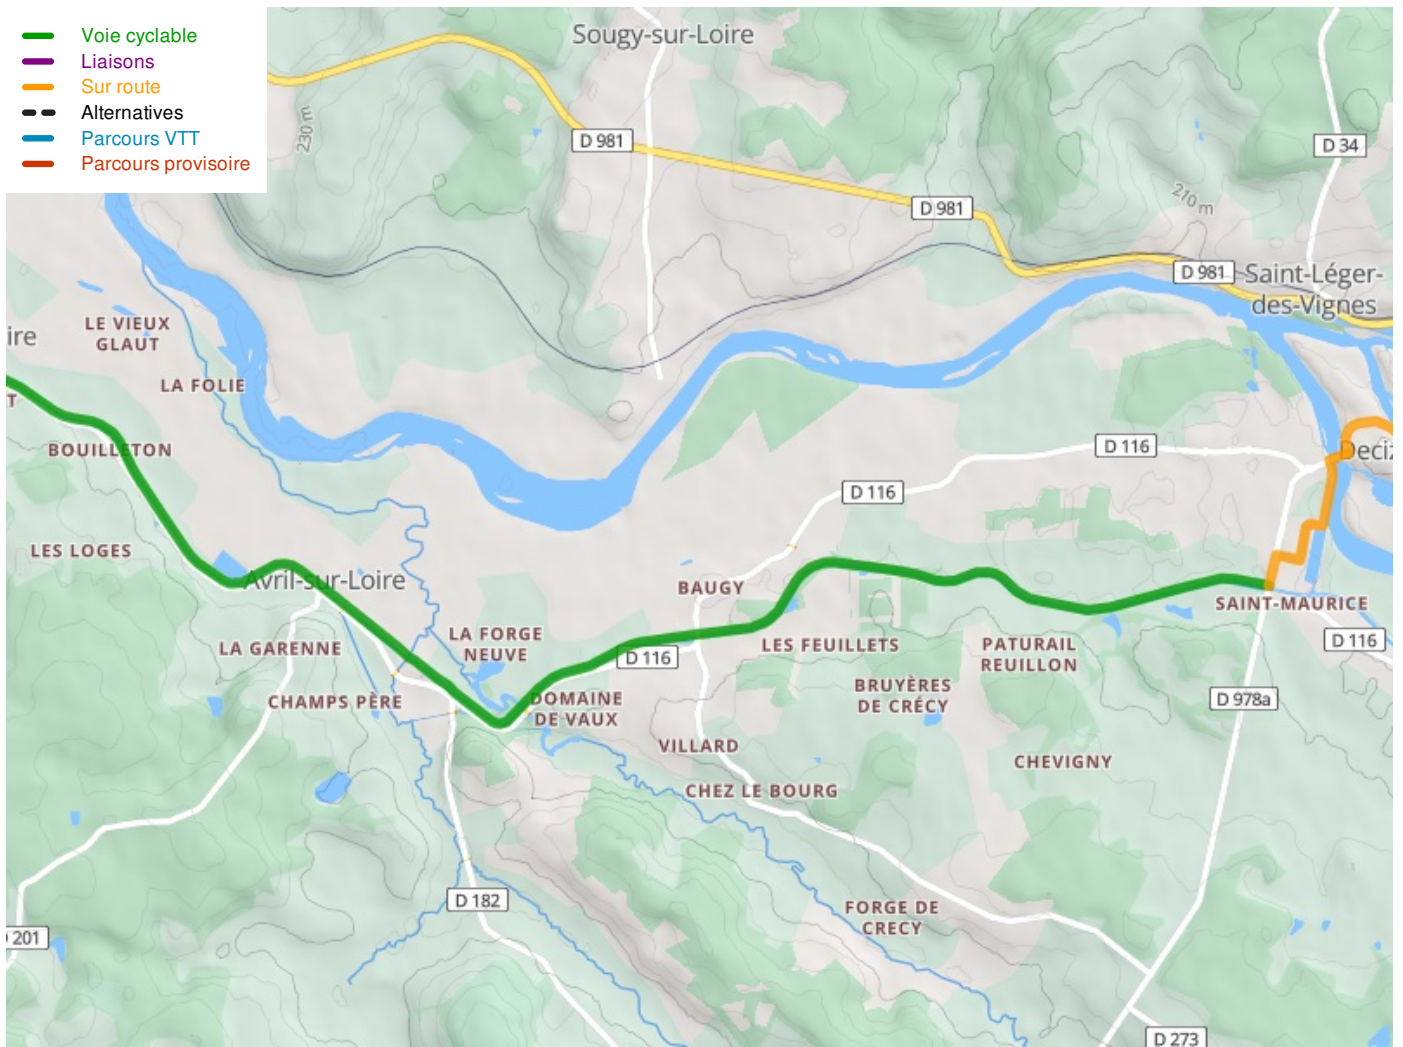 Voie cyclable
Liaisons
Sur route
Alternatives
Parcours VTT
Parcours provisoire
Sougy-sur-Loire
230 m
D 981
D 34
210 m
D 981
D 981
Saint-Léger-
des-Vignes
LE VIEUX
GLAUT
ire
LA FOLIE
T
BOUILLETON
D 116
Deciz
D 116
LES LOGES
Avril-sur-Loire
BAUGY
SAINT-MAURICE
LA FORGE
NEUVE
LA GARENNE
D 116
LES FEUILLETS
PATURAIL
REUILLON
D 116
CHAMPS PÈRE
DOMAINE
DE VAUX
BRUYÈRES
DE CRÉCY
D 978a
VILLARD
CHEVIGNY
CHEZ LE BOURG
D 182
FORGE DE
CRECY
201
D 273